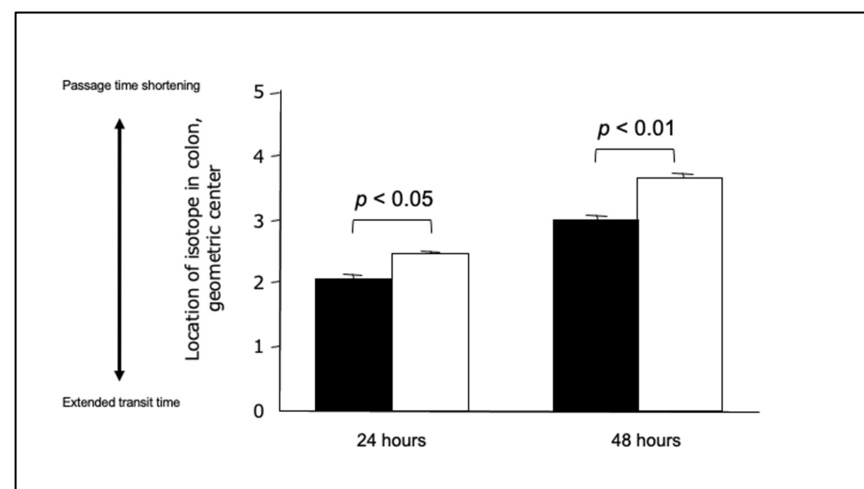 Passage time shortening
Extended transit time
Location of isotope in colon,
geometric center
5
4
3
2
1
0
p < 0.05
p < 0.01
24 hours
48 hours